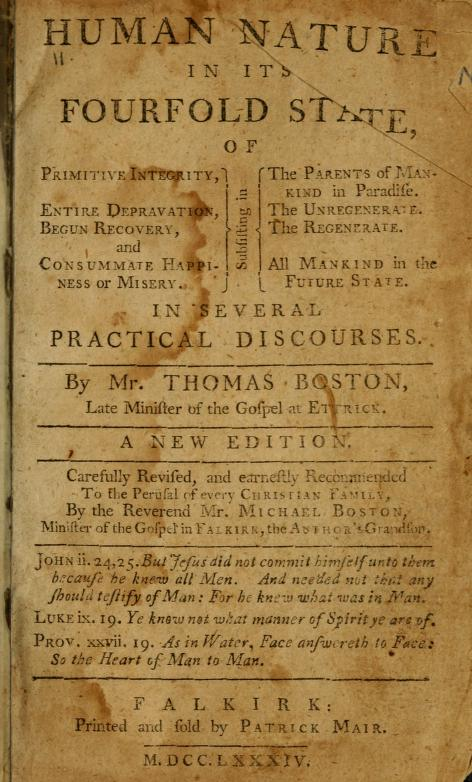 HUMAN NATURE
IN ITS
FOURFOLD STATE,
OF
PRIMITIVE INTEGRITY,
ENTIRE DEPRAVATION,
BEGUN RECOVERY,
and
CONSUMMATE HAPPI-
NESS or MISERY.
Subſiſting in
The PARENTS of MAN-
KIND in Paradiſe.
The UNREGENERATE.
The REGENERATE.
All MANKIND in the
FUTURE STATE.
IN SEVERAL
PRACTICAL DISCOURSES.
By Mr. THOMAS BOSTON,
Late Miniſter of the Goſpel at ETTRICK.
A NEW EDITION.
Carefully Reviſed, and earneſtly Recommended
To the Peruſal of every CHRISTIAN FAMILY,
By the Reverend Mr. MICHAEL BOSTON,
Miniſter of the Goſpel in FALKIRK, the AUTHOR's Grandſon.
JOHN ii. 24, 25. But Jeſus did not commit himſelf unto them
becauſe he knew all Men. And needed not that any
ſhould teſtify of Man: For he knew what was in Man.
LUKE ix. 19. Ye know not what manner of Spirit ye are of.
PROV. xxvii. 19. As in Water, Face anſwereth to Face:
So the Heart of Man to Man.
FALKIRK:
Printed and ſold by PATRICK MAIR.
M.DCC.LXXXIV.